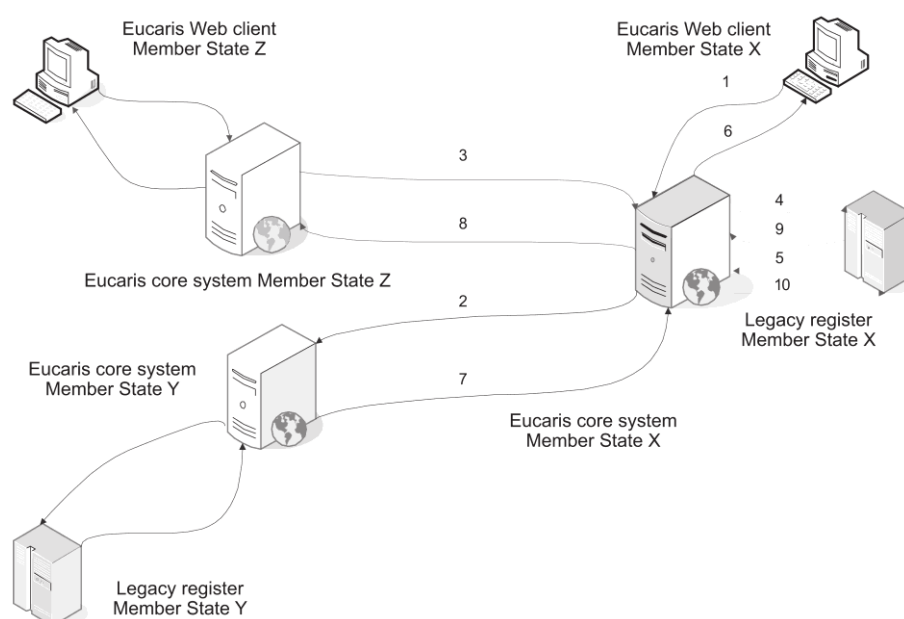 Eucaris Web client
Member State Z
Eucaris Web client
Member State X
1
6
3
4
8
9
5
10
Eucaris core system Member State Z
2
Legacy register
Member State X
Eucaris core system
Member State Y
7
Eucaris core system
Member State X
Legacy register
Member State Y